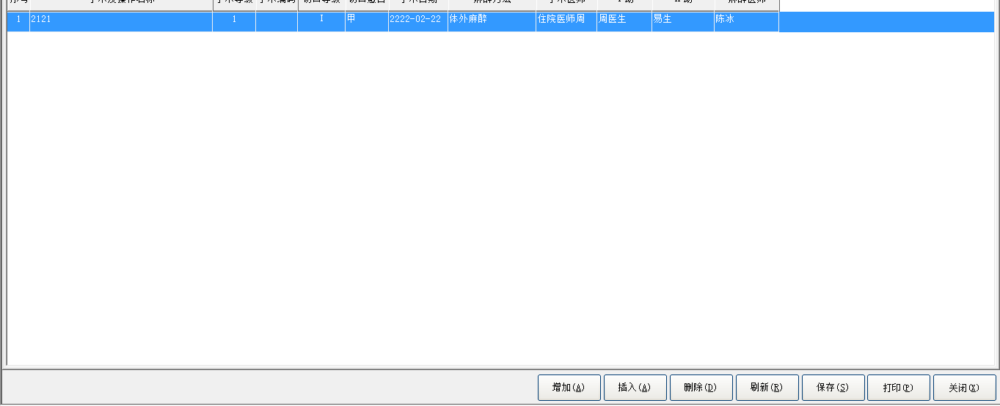 序号 手术及操作名称 手术等级 手术编码 切口等级 切口愈合 手术日期 麻醉方法 手术医师 I 助 II 助 麻醉医师
1 2121 1 I 甲 2222-02-22 体外麻醉 住院医师周 周医生 易生 陈冰
增加(A) 插入(A) 删除(D) 刷新(R) 保存(S) 打印(P) 关闭(X)